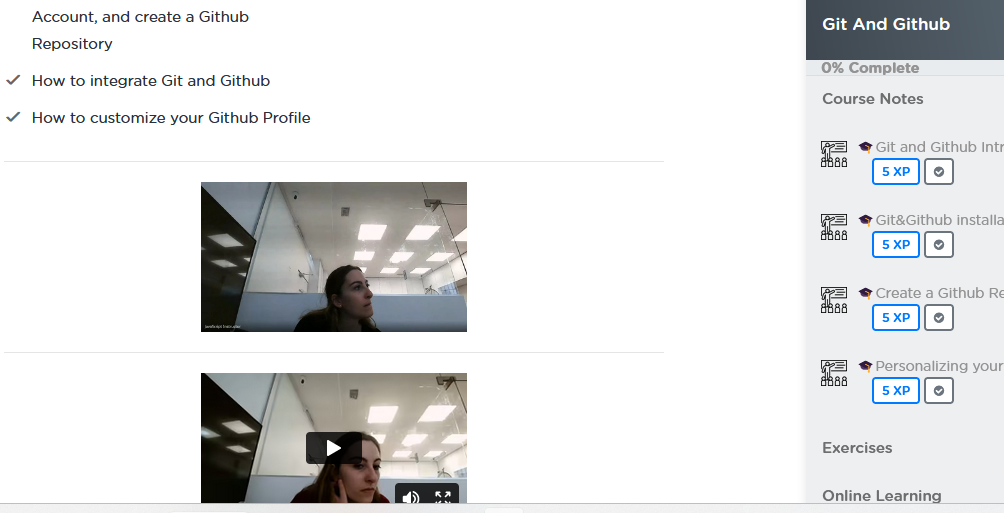 Account, and create a Github
Repository
How to integrate Git and Github
How to customize your Github Profile
Git And Github
0% Complete
Course Notes
Git and Github Intr
5 XP
Git&Github installa
5 XP
Create a Github Re
5 XP
Personalizing your
5 XP
Exercises
Online Learning